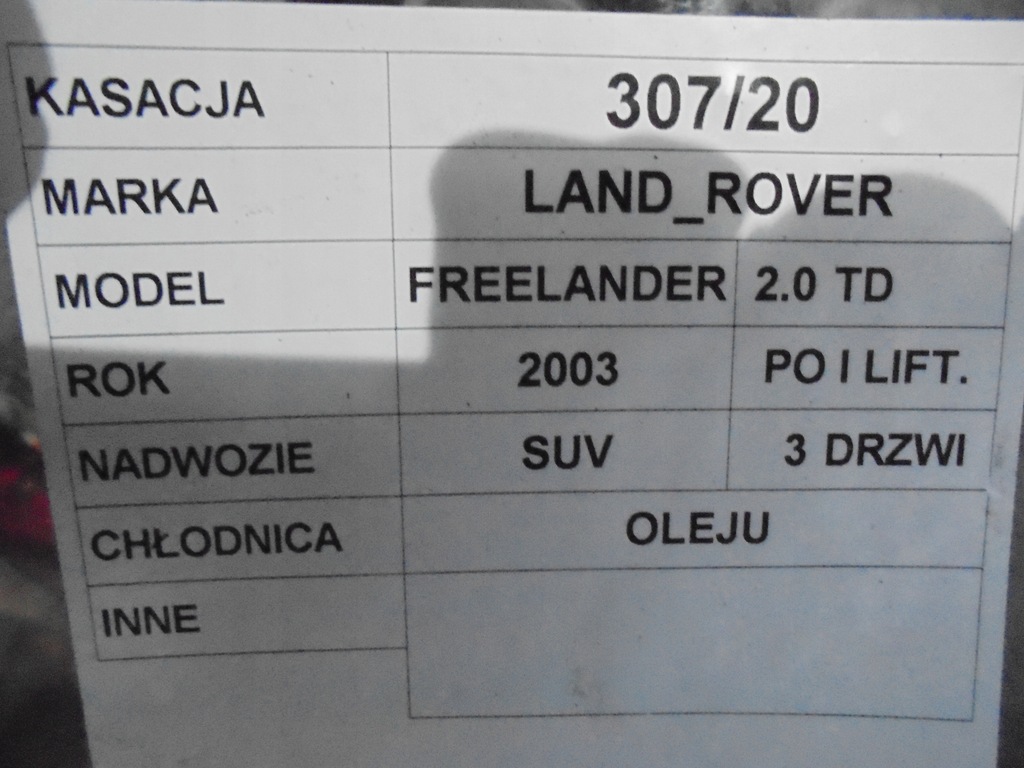 KASACJA 307/20
MARKA LAND_ROVER
MODEL FREELANDER 2.0 TD
ROK 2003 PO I LIFT.
NADWOZIE SUV 3 DRZWI
CHŁODNICA OLEJU
INNE